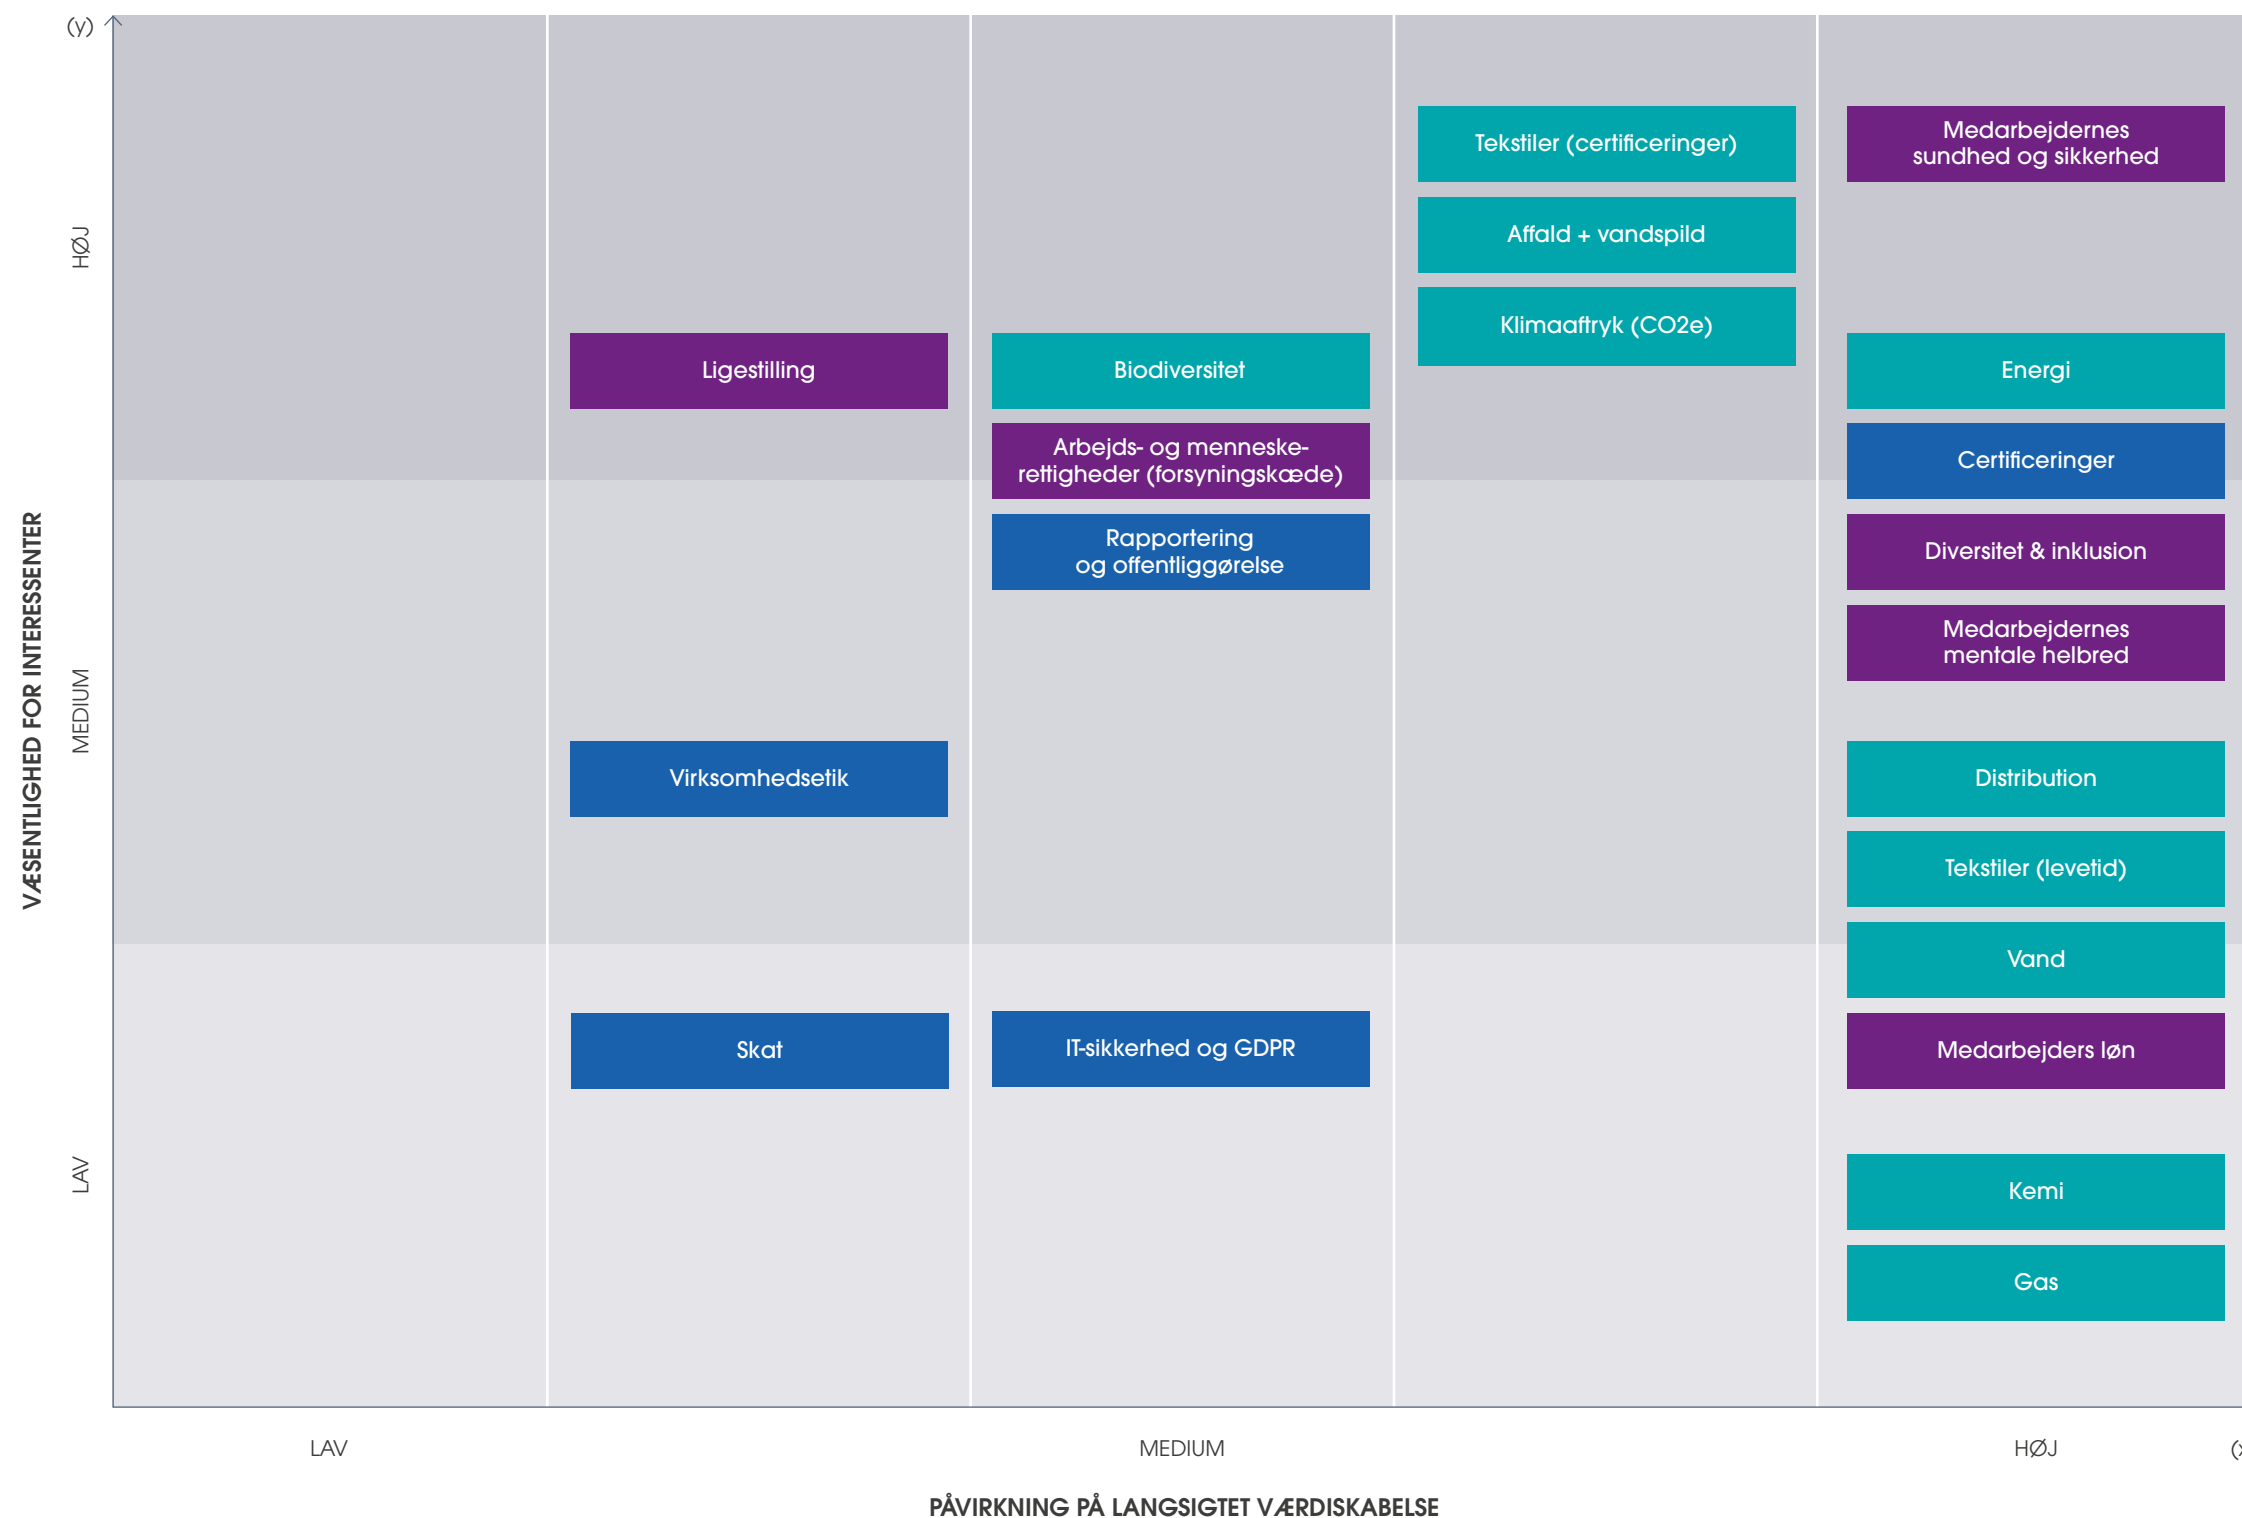 (y)
HØJ
MEDIUM
LAV
VÆSENTLIGHED FOR INTERESSENTER
Tekstiler (certificeringer)
Medarbejdernes
sundhed og sikkerhed
Affald + vandspild
Klimaaftryk (CO2e)
Ligestilling
Biodiversitet
Energi
Arbejds- og menneske-
rettigheder (forsyningskæde)
Certificeringer
Rapportering
og offentliggørelse
Diversitet & inklusion
Medarbejdernes
mentale helbred
Virksomhedsetik
Distribution
Tekstiler (levetid)
Vand
Skat
IT-sikkerhed og GDPR
Medarbejders løn
Kemi
Gas
LAV
MEDIUM
HØJ
PÅVIRKNING PÅ LANGSIGTET VÆRDISKABELSE